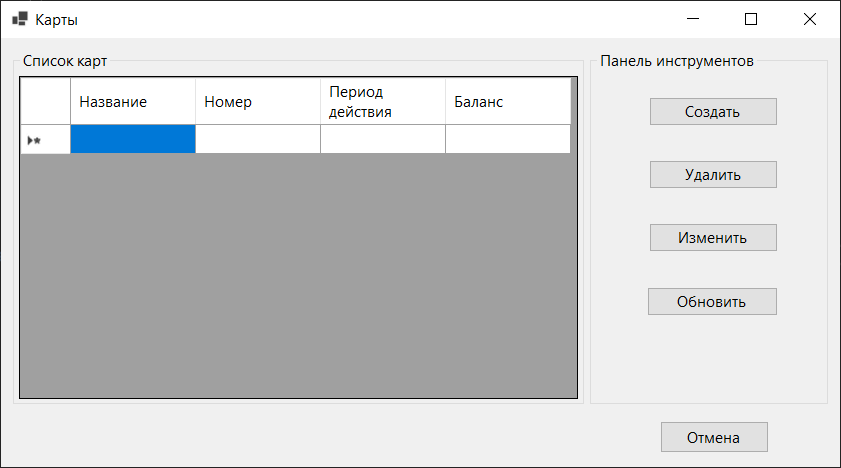 Карты
Список карт
Название Номер Период действия Баланс
Панель инструментов
Создать
Удалить
Изменить
Обновить
Отмена